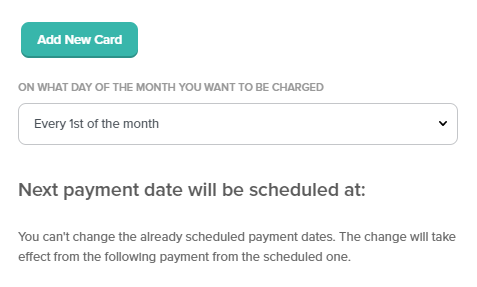 Add New Card
ON WHAT DAY OF THE MONTH YOU WANT TO BE CHARGED
Every 1st of the month
Next payment date will be scheduled at:
You can't change the already scheduled payment dates. The change will take
effect from the following payment from the scheduled one.